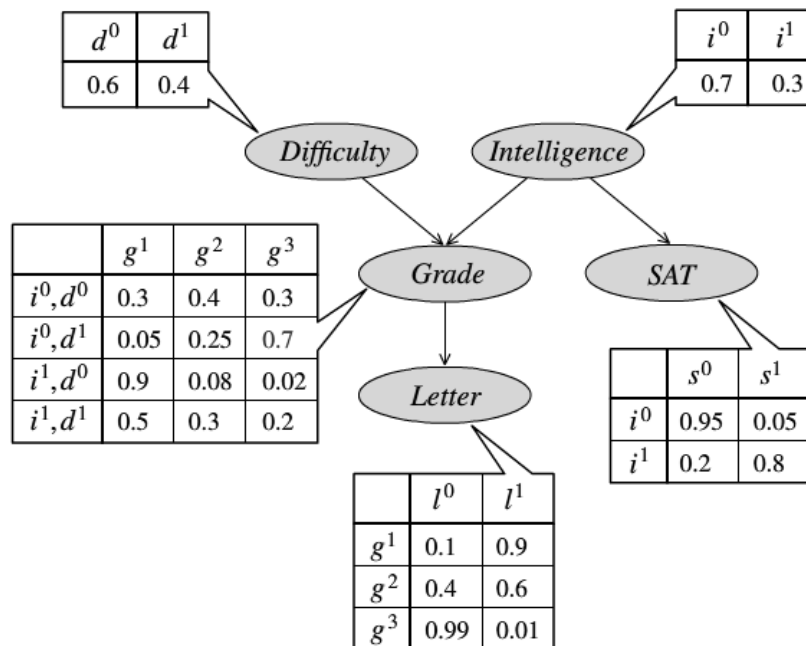 d⁰ d¹
0.6 0.4
i⁰ i¹
0.7 0.3
Difficulty
Intelligence
g¹ g² g³
i⁰,d⁰ 0.3 0.4 0.3
i⁰,d¹ 0.05 0.25 0.7
i¹,d⁰ 0.9 0.08 0.02
i¹,d¹ 0.5 0.3 0.2
Grade
SAT
s⁰ s¹
i⁰ 0.95 0.05
i¹ 0.2 0.8
Letter
l⁰ l¹
g¹ 0.1 0.9
g² 0.4 0.6
g³ 0.99 0.01